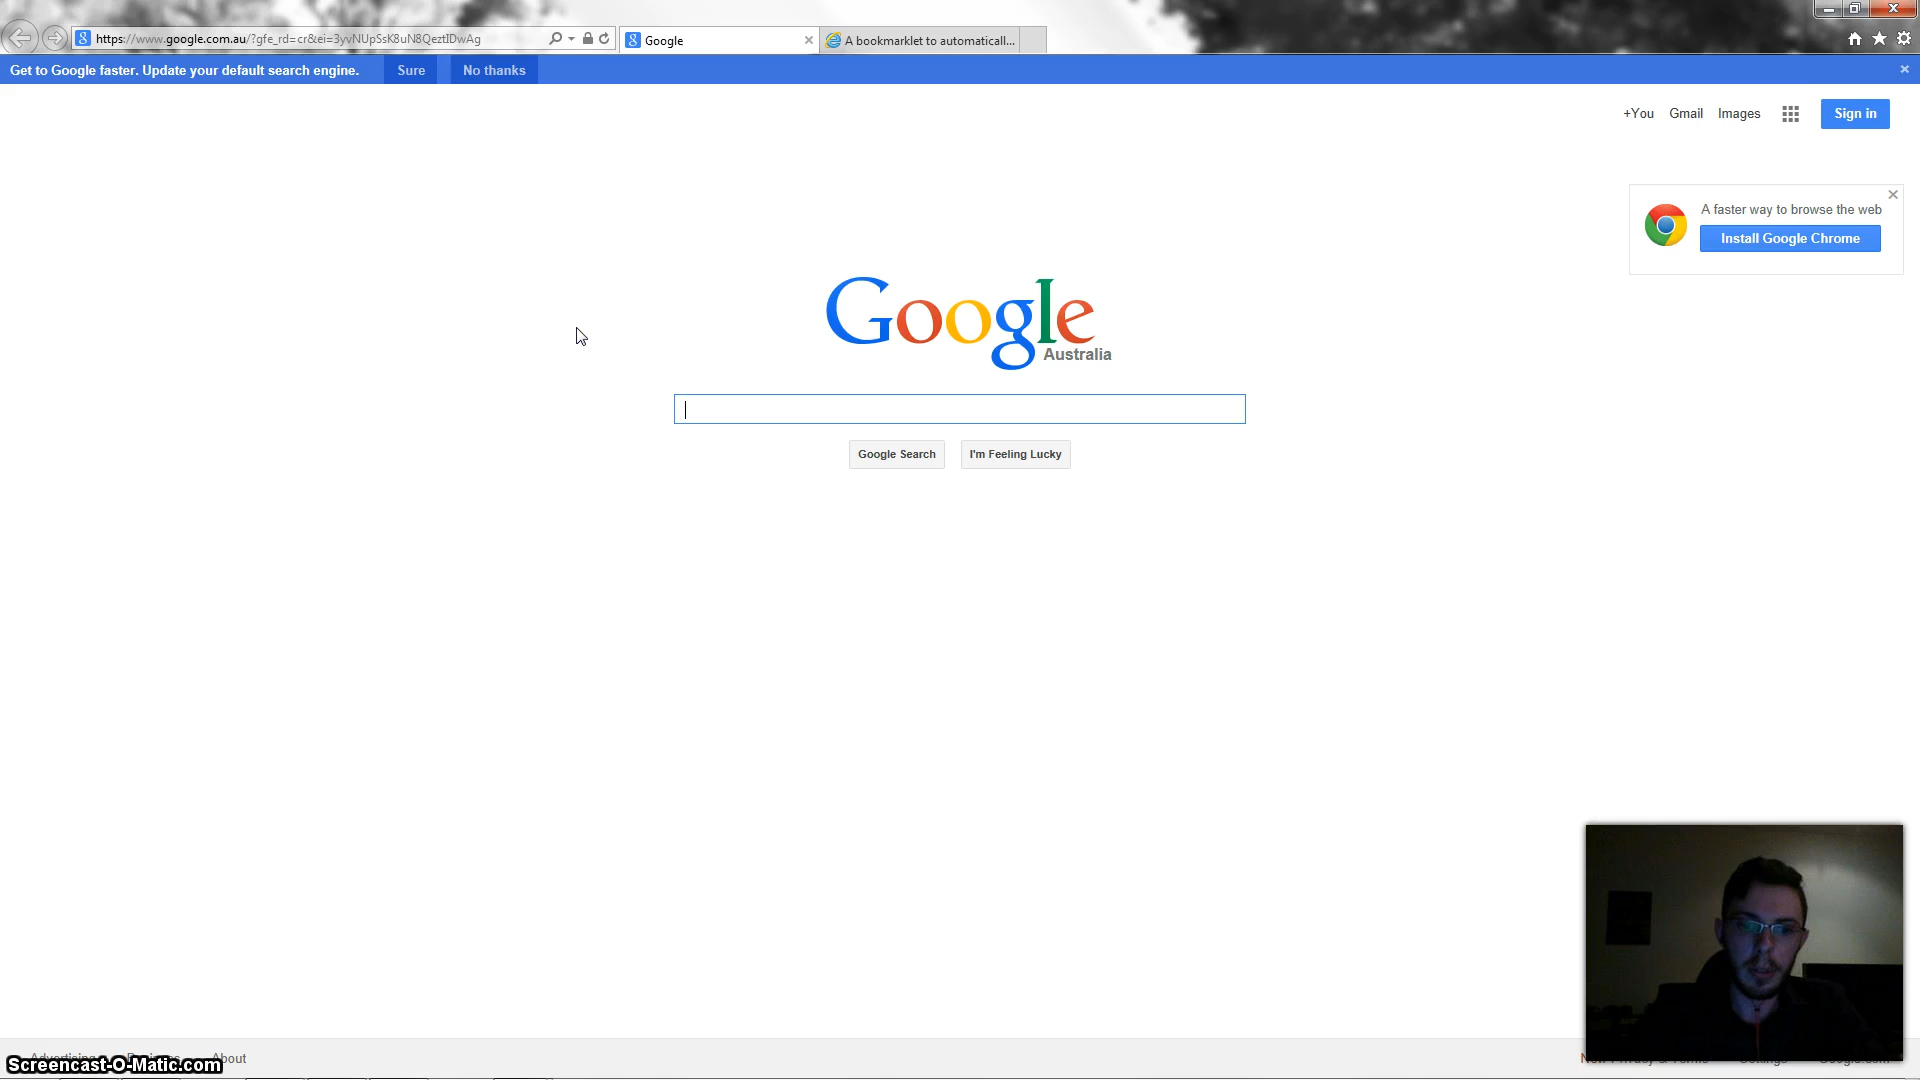 https://www.google.com.au/?gfe_rd=cr&ei=3yvNUpSsK8uN8QeztIDwAg
Google
A bookmarklet to automaticall...
Get to Google faster. Update your default search engine.
Sure
No thanks
+You
Gmail
Images
Sign in
A faster way to browse the web
Install Google Chrome
Google
Australia
Google Search
I'm Feeling Lucky
About
Screencast-O-Matic.com